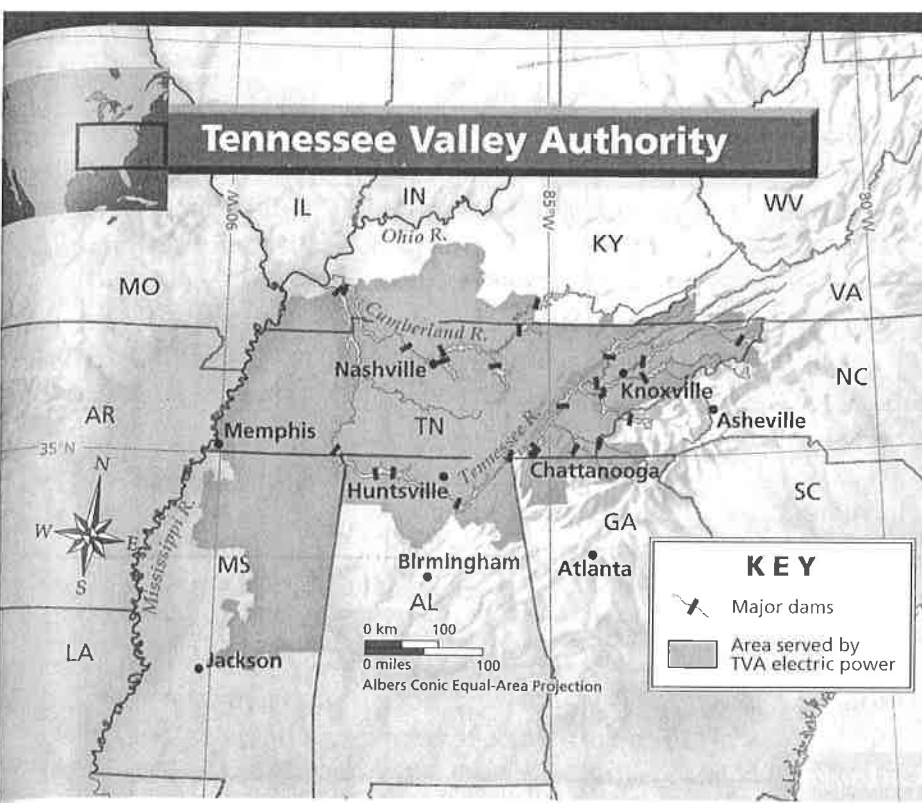 Tennessee Valley Authority
90°W
85°W
80°W
IL
IN
WV
Ohio R.
KY
MO
VA
Cumberland R.
Nashville
Knoxville
NC
AR
TN
Asheville
Memphis
35°N
Tennessee R.
Chattanooga
N
Huntsville
SC
W
E
S
GA
Mississippi R.
MS
Birmingham
Atlanta
AL
KEY
Major dams
Area served by
TVA electric power
LA
Jackson
0 km 100
0 miles 100
Albers Conic Equal-Area Projection